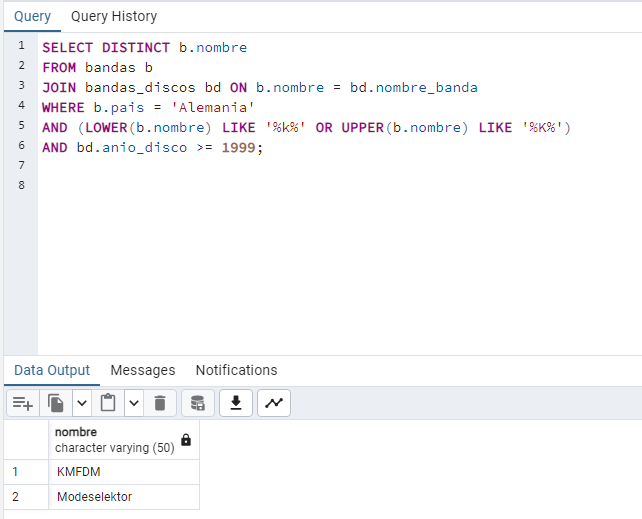 Query Query History
1 SELECT DISTINCT b.nombre
2 FROM bandas b
3 JOIN bandas_discos bd ON b.nombre = bd.nombre_banda
4 WHERE b.pais = 'Alemania'
5 AND (LOWER(b.nombre) LIKE '%k%' OR UPPER(b.nombre) LIKE '%K%')
6 AND bd.anio_disco >= 1999;
7
8
Data Output Messages Notifications
nombre
character varying (50)
1 KMFDM
2 Modeselektor